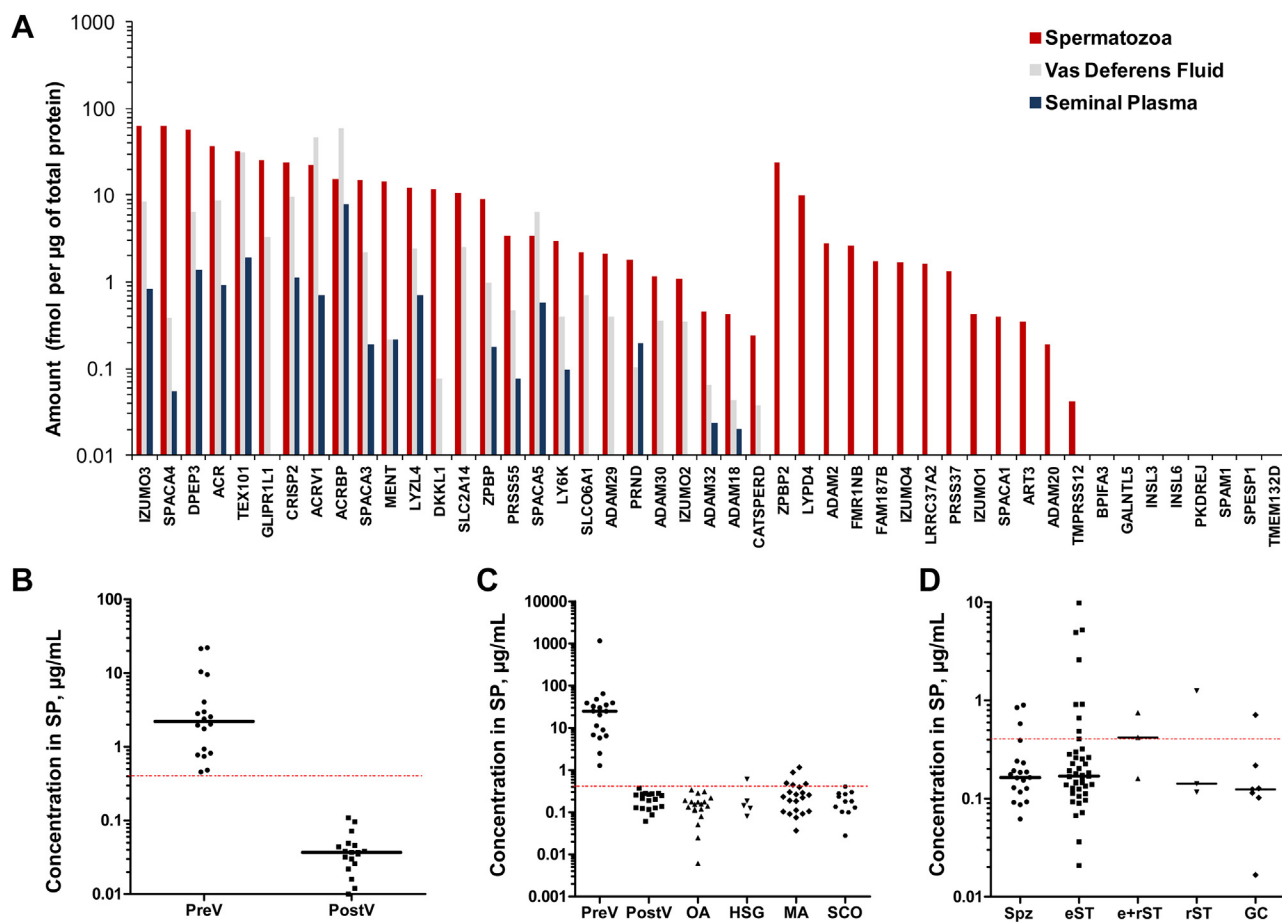 A
Amount (fmol per µg of total protein)
1000
100
10
1
0.1
0.01
Spermatozoa
Vas Deferens Fluid
Seminal Plasma
IZUMO3
SPACA4
DPEP3
ACR
TEX101
GLIPR1L1
CRISP2
ACRV1
ACRBP
SPACA3
MENT
LYZL4
DKKL1
SLC2A14
ZPBP
PRSS55
SPACA5
LY6K
SLCO6A1
ADAM29
PRND
ADAM30
IZUMO2
ADAM32
ADAM18
CATSPERD
ZPBP2
LYPD4
ADAM2
FMR1NB
FAM187B
IZUMO4
LRRC37A2
PRSS37
IZUMO1
SPACA1
ART3
ADAM20
TMPRSS12
BPIFA3
GALNTL5
INSL3
INSL6
PKDREJ
SPAM1
SPESP1
TMEM132D
B
Concentration in SP, µg/mL
100
10
1
0.1
0.01
PreV
PostV
C
Concentration in SP, µg/mL
10000
1000
100
10
1
0.1
0.01
0.001
PreV
PostV
OA
HSG
MA
SCO
D
Concentration in SP, µg/mL
10
1
0.1
0.01
Spz
eST
e+rST
rST
GC